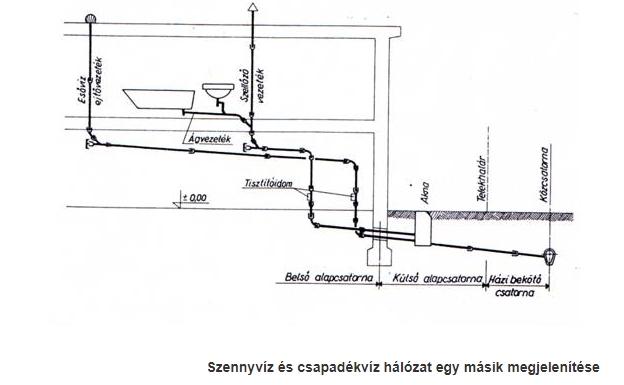 Esővíz
ejtővezeték
Szellőző
vezeték
Ágvezeték
Tisztítóidom
± 0,00
Akna
Telekhatár
Közcsatorna
Belső alapcsatorna
Külső alapcsatorna
Házi bekötő
csatorna
Szennyvíz és csapadékvíz hálózat egy másik megjelenítése